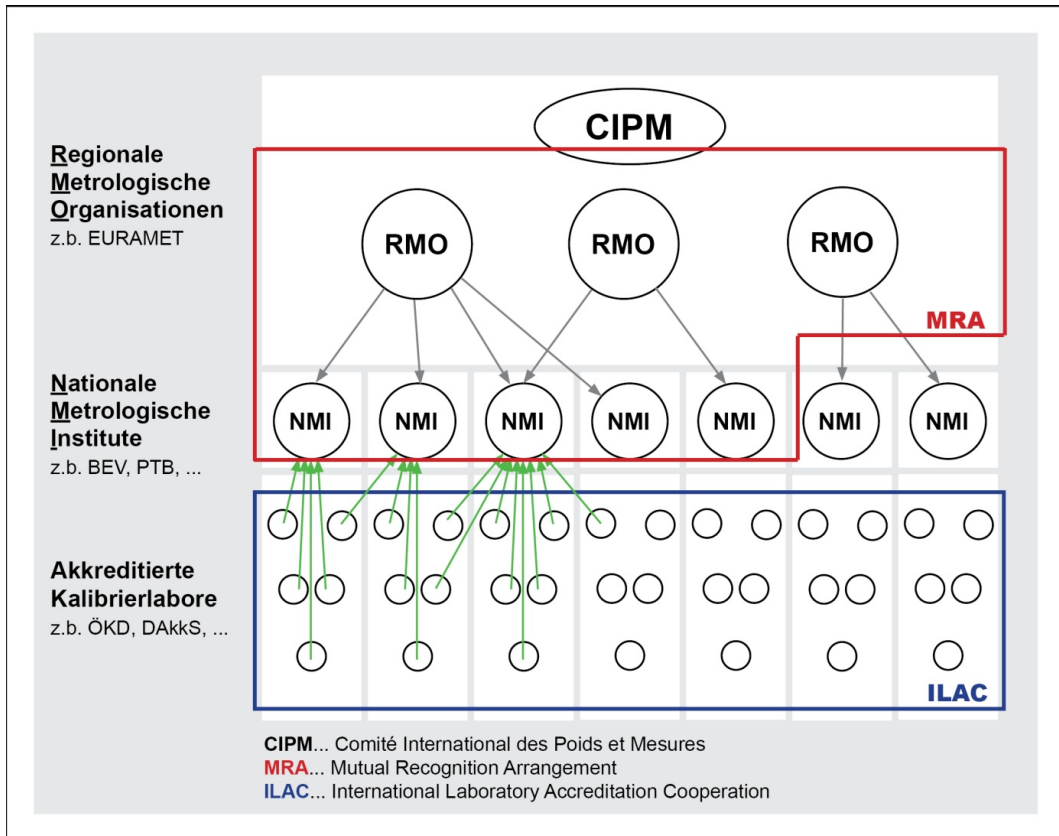 CIPM
Regionale
Metrologische
Organisationen
z.b. EURAMET
RMO RMO RMO
MRA
Nationale
Metrologische
Institute
z.b. BEV, PTB, ...
NMI NMI NMI NMI NMI NMI NMI
Akkreditierte
Kalibrierlabore
z.b. ÖKD, DAkkS, ...
ILAC
CIPM... Comité International des Poids et Mesures
MRA... Mutual Recognition Arrangement
ILAC... International Laboratory Accreditation Cooperation